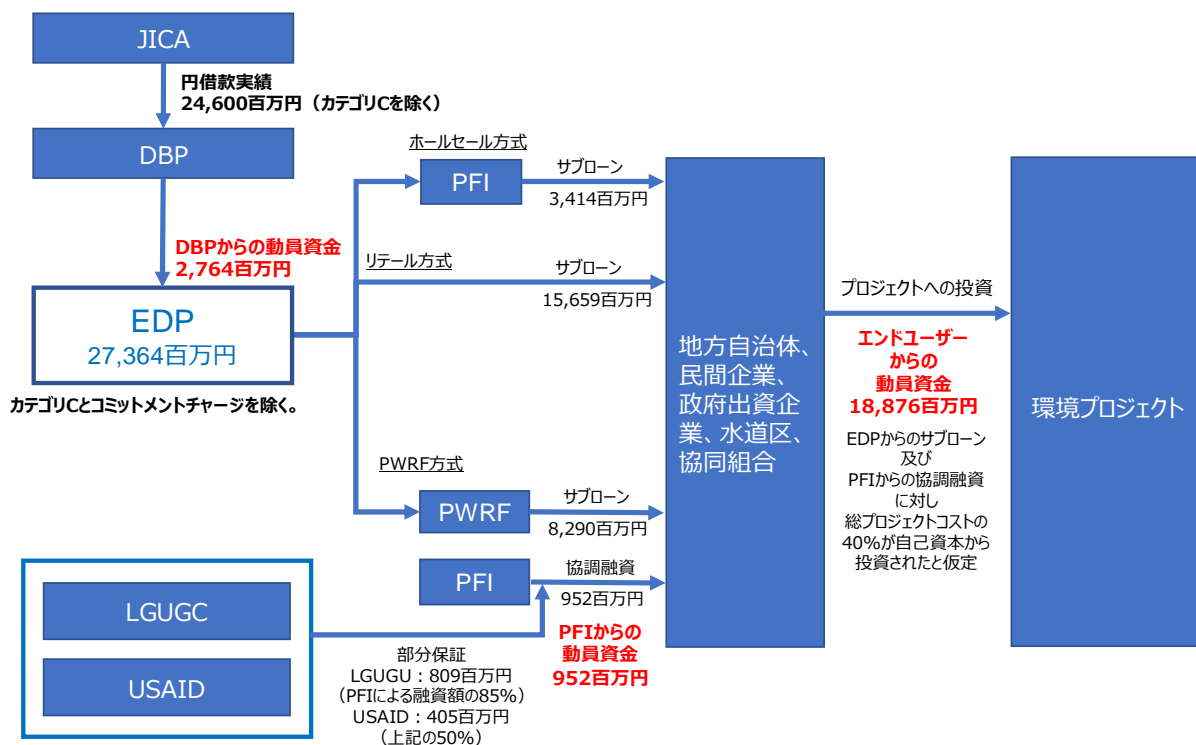 JICA
円借款実績
24,600百万円（カテゴリCを除く）
DBP
DBPからの動員資金
2,764百万円
EDP
27,364百万円
カテゴリCとコミットメントチャージを除く。
ホールセール方式
PFI
サブローン
3,414百万円
リテール方式
サブローン
15,659百万円
PWRF方式
PWRF
サブローン
8,290百万円
PFI
協調融資
952百万円
PFIからの
動員資金
952百万円
LGUGC
USAID
部分保証
LGUGU：809百万円
（PFIによる融資額の85%）
USAID：405百万円
（上記の50%）
地方自治体、
民間企業、
政府出資企
業、水道区、
協同組合
プロジェクトへの投資
エンドユーザー
からの
動員資金
18,876百万円
EDPからのサブローン
及び
PFIからの協調融資
に対し
総プロジェクトコストの
40%が自己資本から
投資されたと仮定
環境プロジェクト